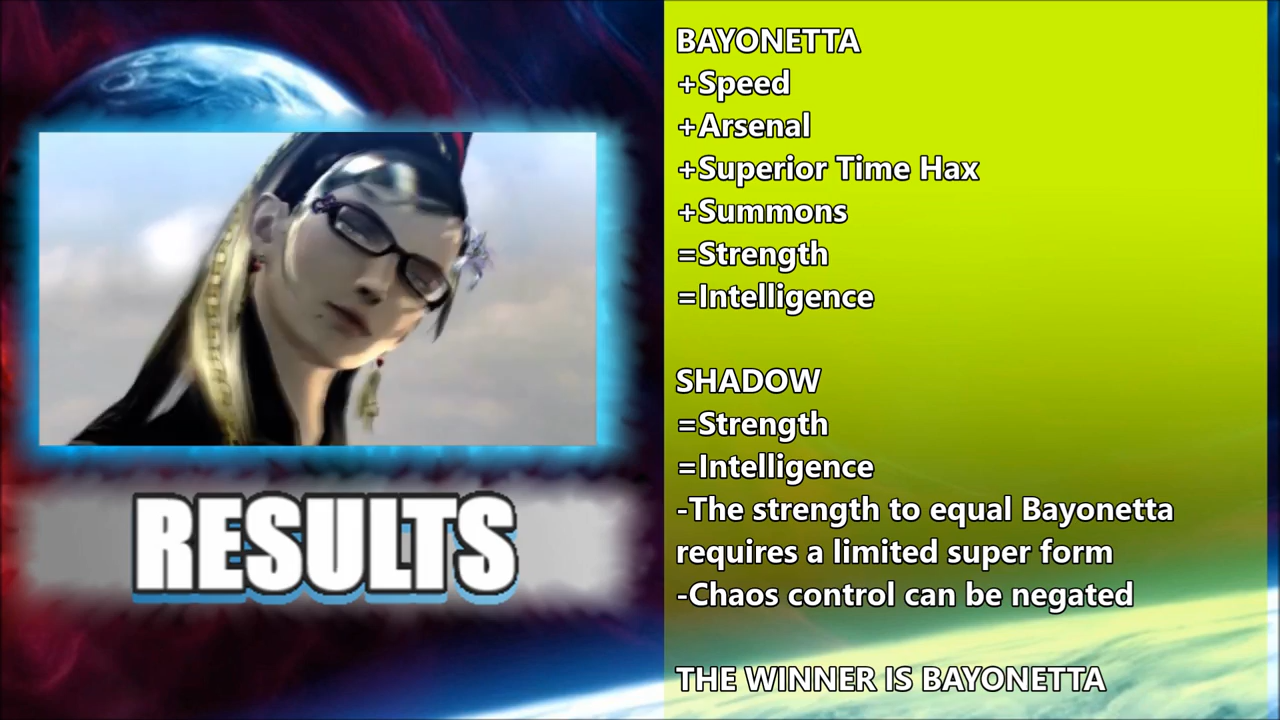 RESULTS
BAYONETTA
+Speed
+Arsenal
+Superior Time Hax
+Summons
=Strength
=Intelligence
SHADOW
=Strength
=Intelligence
-The strength to equal Bayonetta
requires a limited super form
-Chaos control can be negated
THE WINNER IS BAYONETTA